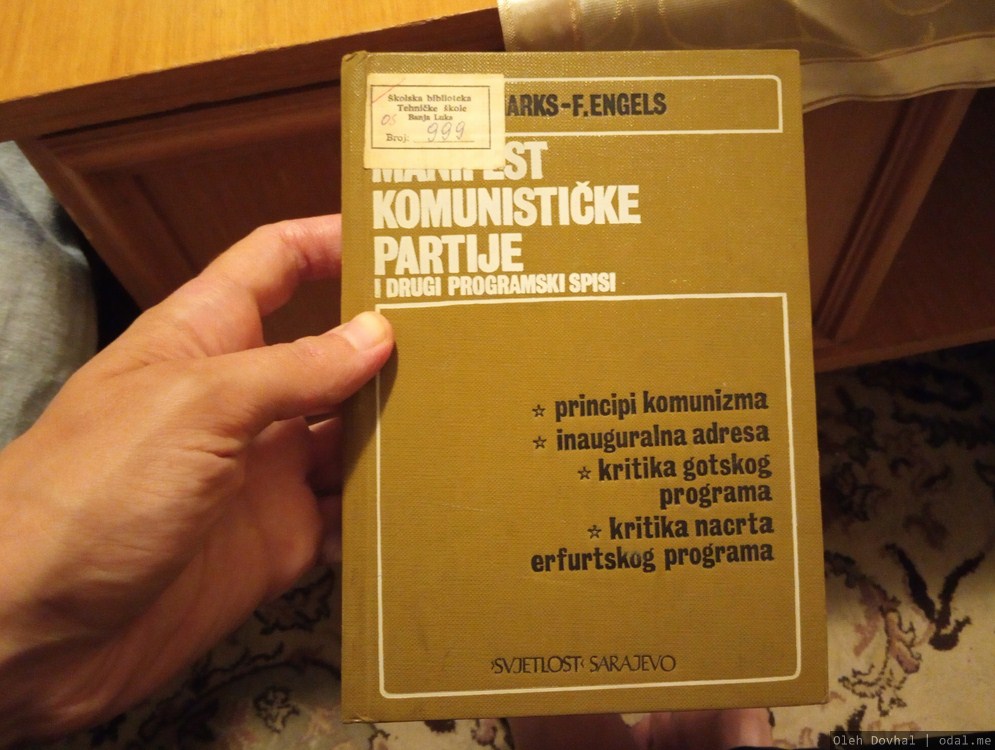 Školska biblioteka
Tehničke škole
Banja Luka
Broj: 999
ARKS-F. ENGELS
MANIFEST
KOMUNISTIČKE
PARTIJE
I DRUGI PROGRAMSKI SPISI
☆ principi komunizma
☆ inauguralna adresa
☆ kritika gotskog
programa
☆ kritika nacrta
erfurtskog programa
›SVJETLOST‹ SARAJEVO
Oleh Dovhal | odal.me